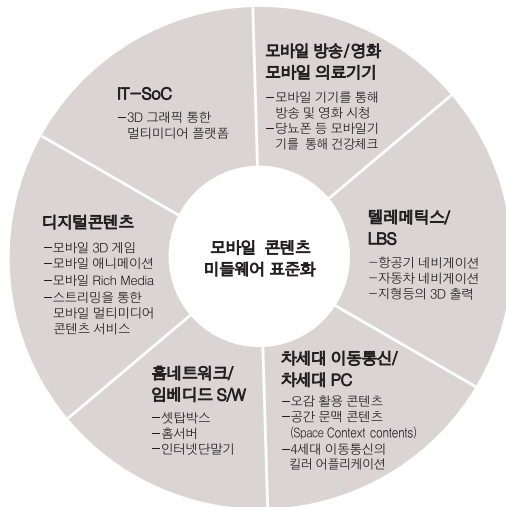 모바일 방송/영화
모바일 의료기기
–모바일 기기를 통해
방송 및 영화 시청
–당뇨폰 등 모바일기
기를 통해 건강체크
텔레메틱스/
LBS
–항공기 네비게이션
–자동차 네비게이션
–지형등의 3D 출력
차세대 이동통신/
차세대 PC
–오감 활용 콘텐츠
–공간 문맥 콘텐츠
(Space Context contents)
–4세대 이동통신의
킬러 어플리케이션
홈네트워크/
임베디드 S/W
–셋탑박스
–홈서버
–인터넷단말기
디지털콘텐츠
–모바일 3D 게임
–모바일 애니메이션
–모바일 Rich Media
–스트리밍을 통한
모바일 멀티미디어
콘텐츠 서비스
IT–SoC
–3D 그래픽 통한
멀티미디어 플랫폼
모바일 콘텐츠
미들웨어 표준화